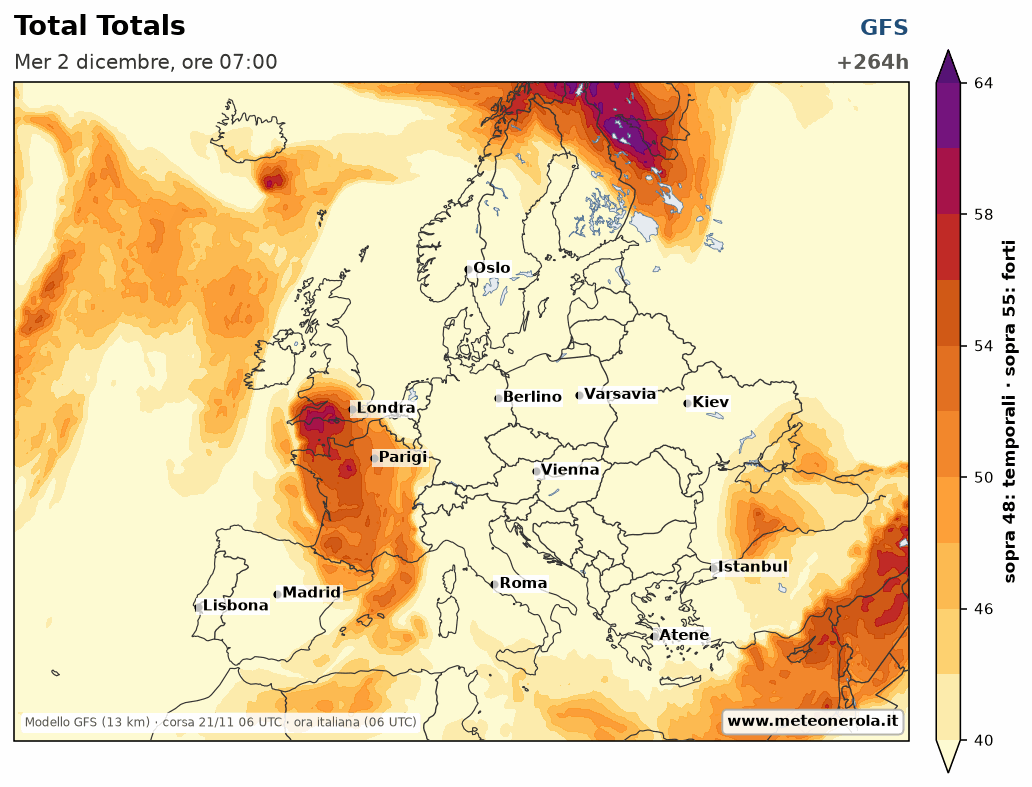 Total Totals
GFS
Mer 2 dicembre, ore 07:00
+264h
64
58
54
50
46
40
sopra 48: temporali · sopra 55: forti
Oslo
Londra
Berlino
Varsavia
Kiev
Parigi
Vienna
Istanbul
Roma
Madrid
Lisbona
Atene
Modello GFS (13 km) · corsa 21/11 06 UTC · ora italiana (06 UTC)
www.meteonerola.it